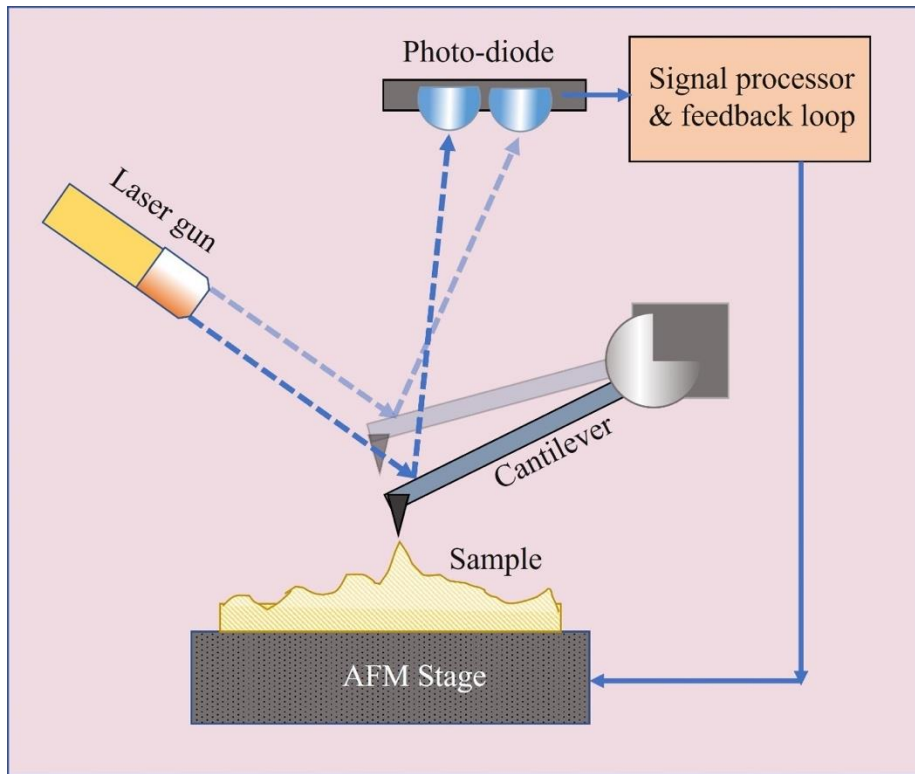 Photo-diode
Signal processor
& feedback loop
Laser gun
Cantilever
Sample
AFM Stage